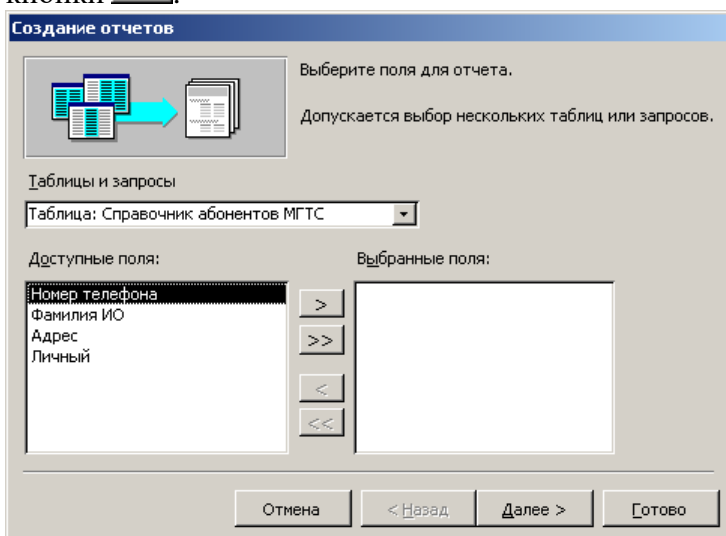 Создание отчетов
Выберите поля для отчета.
Допускается выбор нескольких таблиц или запросов.
Таблицы и запросы
Таблица: Справочник абонентов МГТС
Доступные поля:
Выбранные поля:
Номер телефона
Фамилия ИО
Адрес
Личный
>
>>
<
<<
Отмена
< Назад
Далее >
Готово